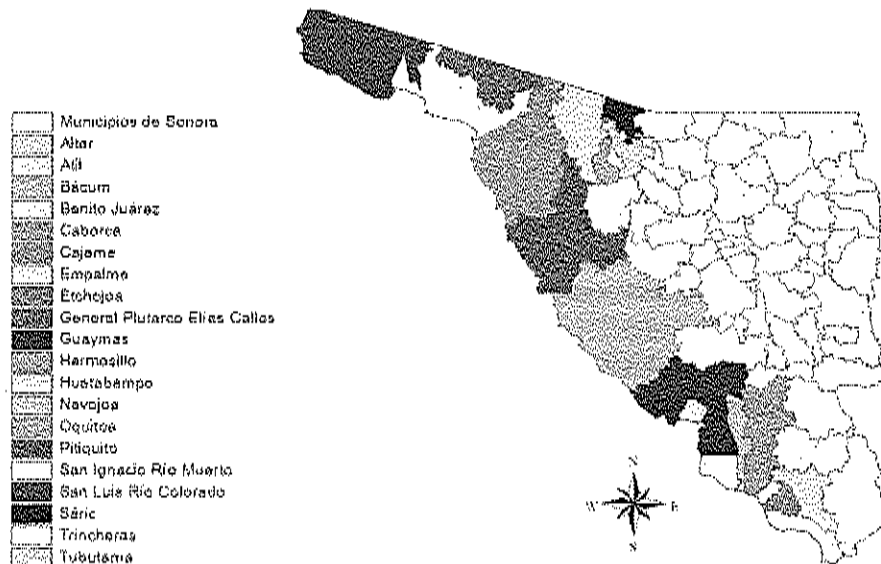 Municipios de Sonora
Altar
Atil
Bácum
Benito Juárez
Caborca
Cajeme
Empalme
Etchojoa
General Plutarco Elías Calles
Guaymas
Hermosillo
Huatabampo
Navojoa
Oquitoa
Pitiquito
San Ignacio Río Muerto
San Luis Río Colorado
Sáric
Trincheras
Tubutama
N
W E
S